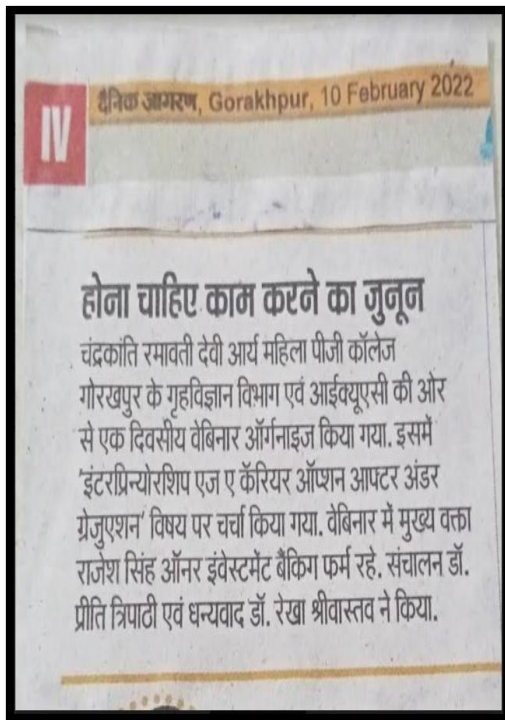 IV
दैनिक जागरण, Gorakhpur, 10 February 2022
होना चाहिए काम करने का जुनून
चंद्रकांति रमावती देवी आर्य महिला पीजी कॉलेज
गोरखपुर के गृहविज्ञान विभाग एवं आईक्यूएसी की ओर
से एक दिवसीय वेबिनार ऑर्गनाइज किया गया. इसमें
'इंटरप्रिन्योरशिप एज ए कॅरियर ऑप्शन आफ्टर अंडर
ग्रेजुएशन' विषय पर चर्चा किया गया. वेबिनार में मुख्य वक्ता
राजेश सिंह ऑनर इंवेस्टमेंट बैंकिग फर्म रहे. संचालन डॉ.
प्रीति त्रिपाठी एवं धन्यवाद डॉ. रेखा श्रीवास्तव ने किया.